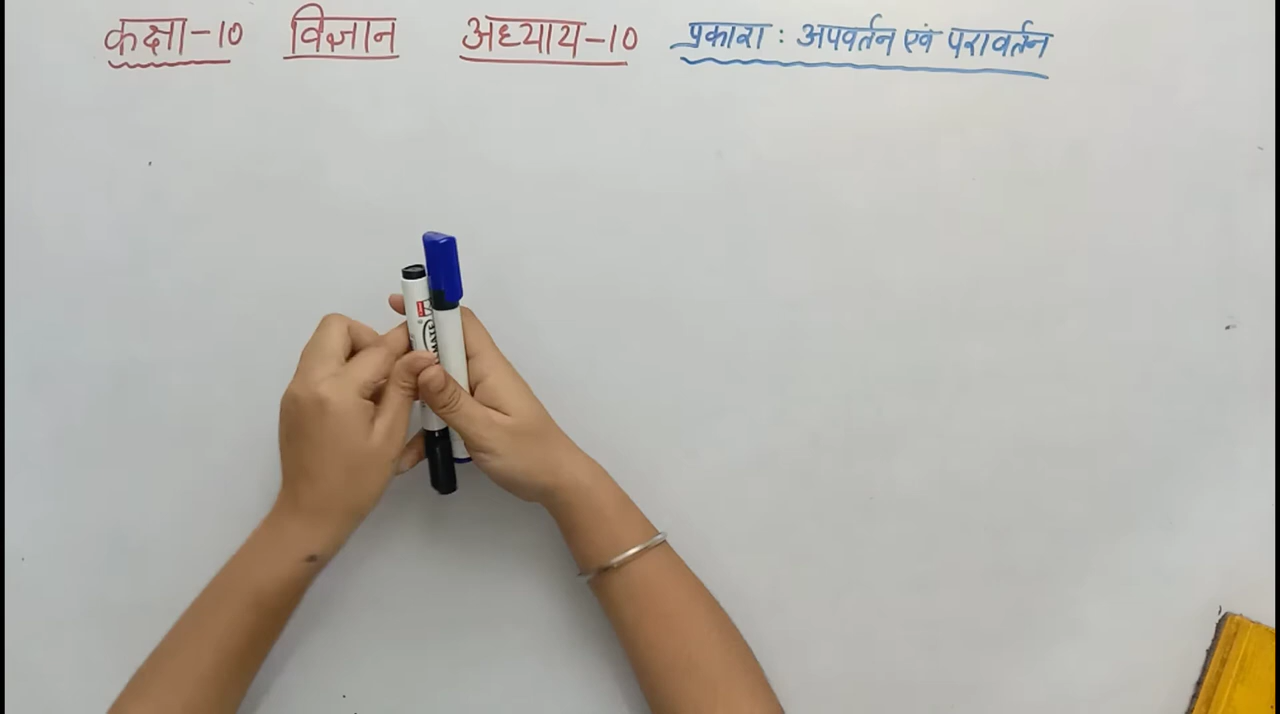 कक्षा-10 विज्ञान अध्याय-10 प्रकाश : अपवर्तन एवं परावर्तन